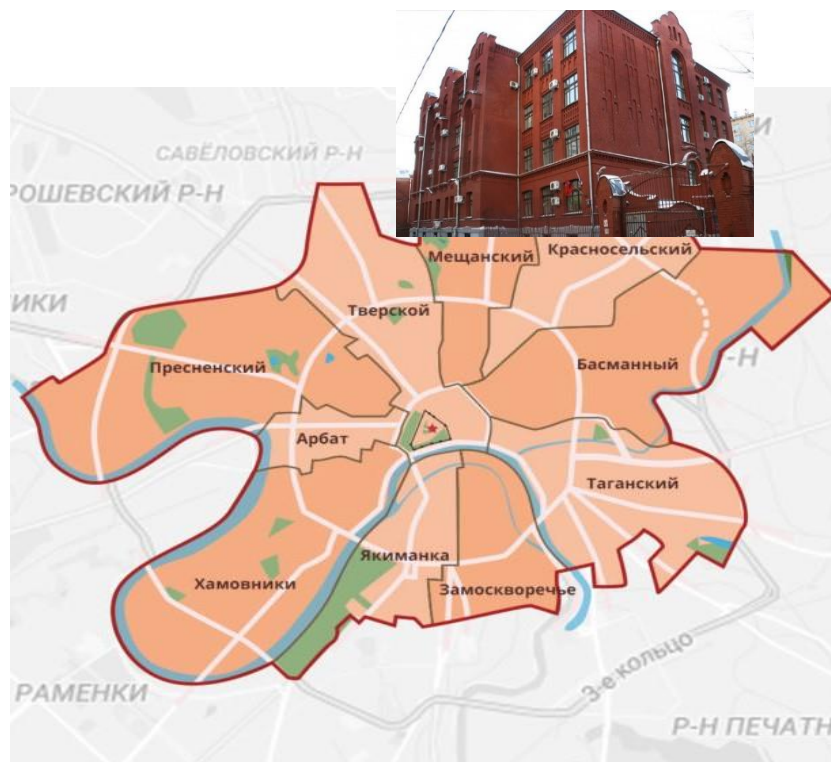 САВЁЛОВСКИЙ Р-Н
РОШЕВСКИЙ Р-Н
И
Мещанский
Красносельский
ИКИ
Тверской
Пресненский
Басманный
-Н
Арбат
Таганский
Якиманка
Хамовники
Замоскворечье
3-е кольцо
РАМЕНКИ
Р-Н ПЕЧАТН